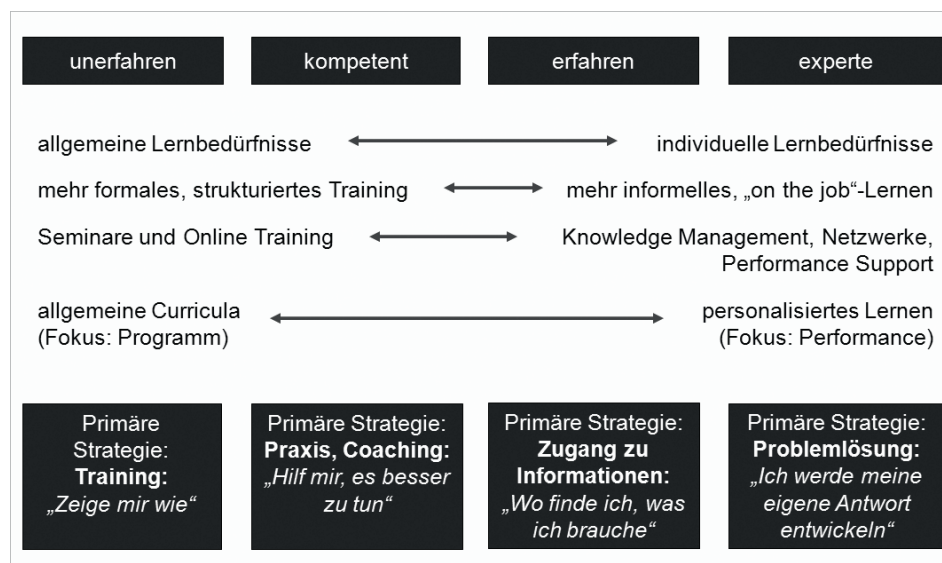 unerfahren
kompetent
erfahren
experte
allgemeine Lernbedürfnisse
individuelle Lernbedürfnisse
mehr formales, strukturiertes Training
mehr informelles, „on the job“-Lernen
Seminare und Online Training
Knowledge Management, Netzwerke,
Performance Support
allgemeine Curricula
(Fokus: Programm)
personalisiertes Lernen
(Fokus: Performance)
Primäre
Strategie:
Training:
„Zeige mir wie“
Primäre Strategie:
Praxis, Coaching:
„Hilf mir, es besser
zu tun“
Primäre Strategie:
Zugang zu
Informationen:
„Wo finde ich, was
ich brauche“
Primäre Strategie:
Problemlösung:
„Ich werde meine
eigene Antwort
entwickeln“